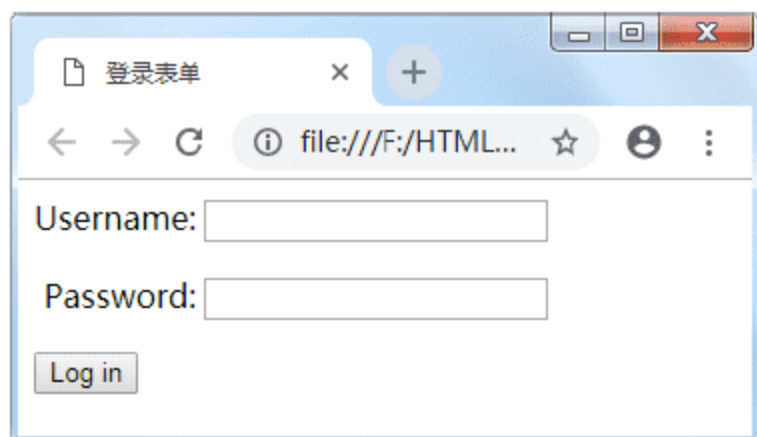 登录表单
file:///F:/HTML...
Username:
Password:
Log in